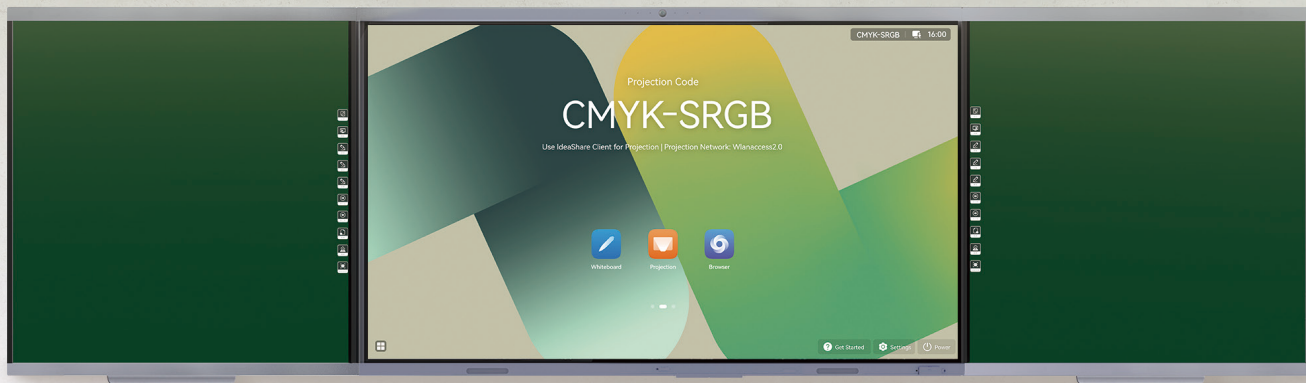 CMYK-SRGB 16:00
Projection Code
CMYK-SRGB
Use IdeaShare Client for Projection | Projection Network: Wlanaccess2.0
Whiteboard Projection Browser
Get Started Settings Power